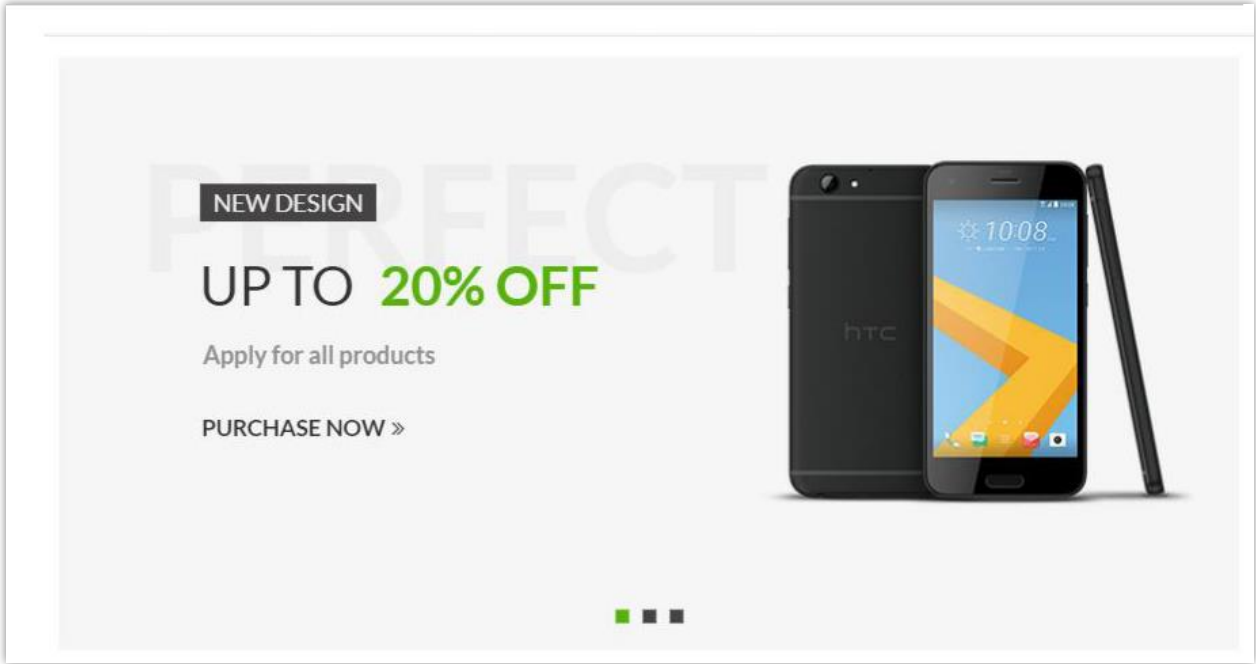 PERFECT
NEW DESIGN
UP TO 20% OFF
Apply for all products
PURCHASE NOW »
hTC
10:08